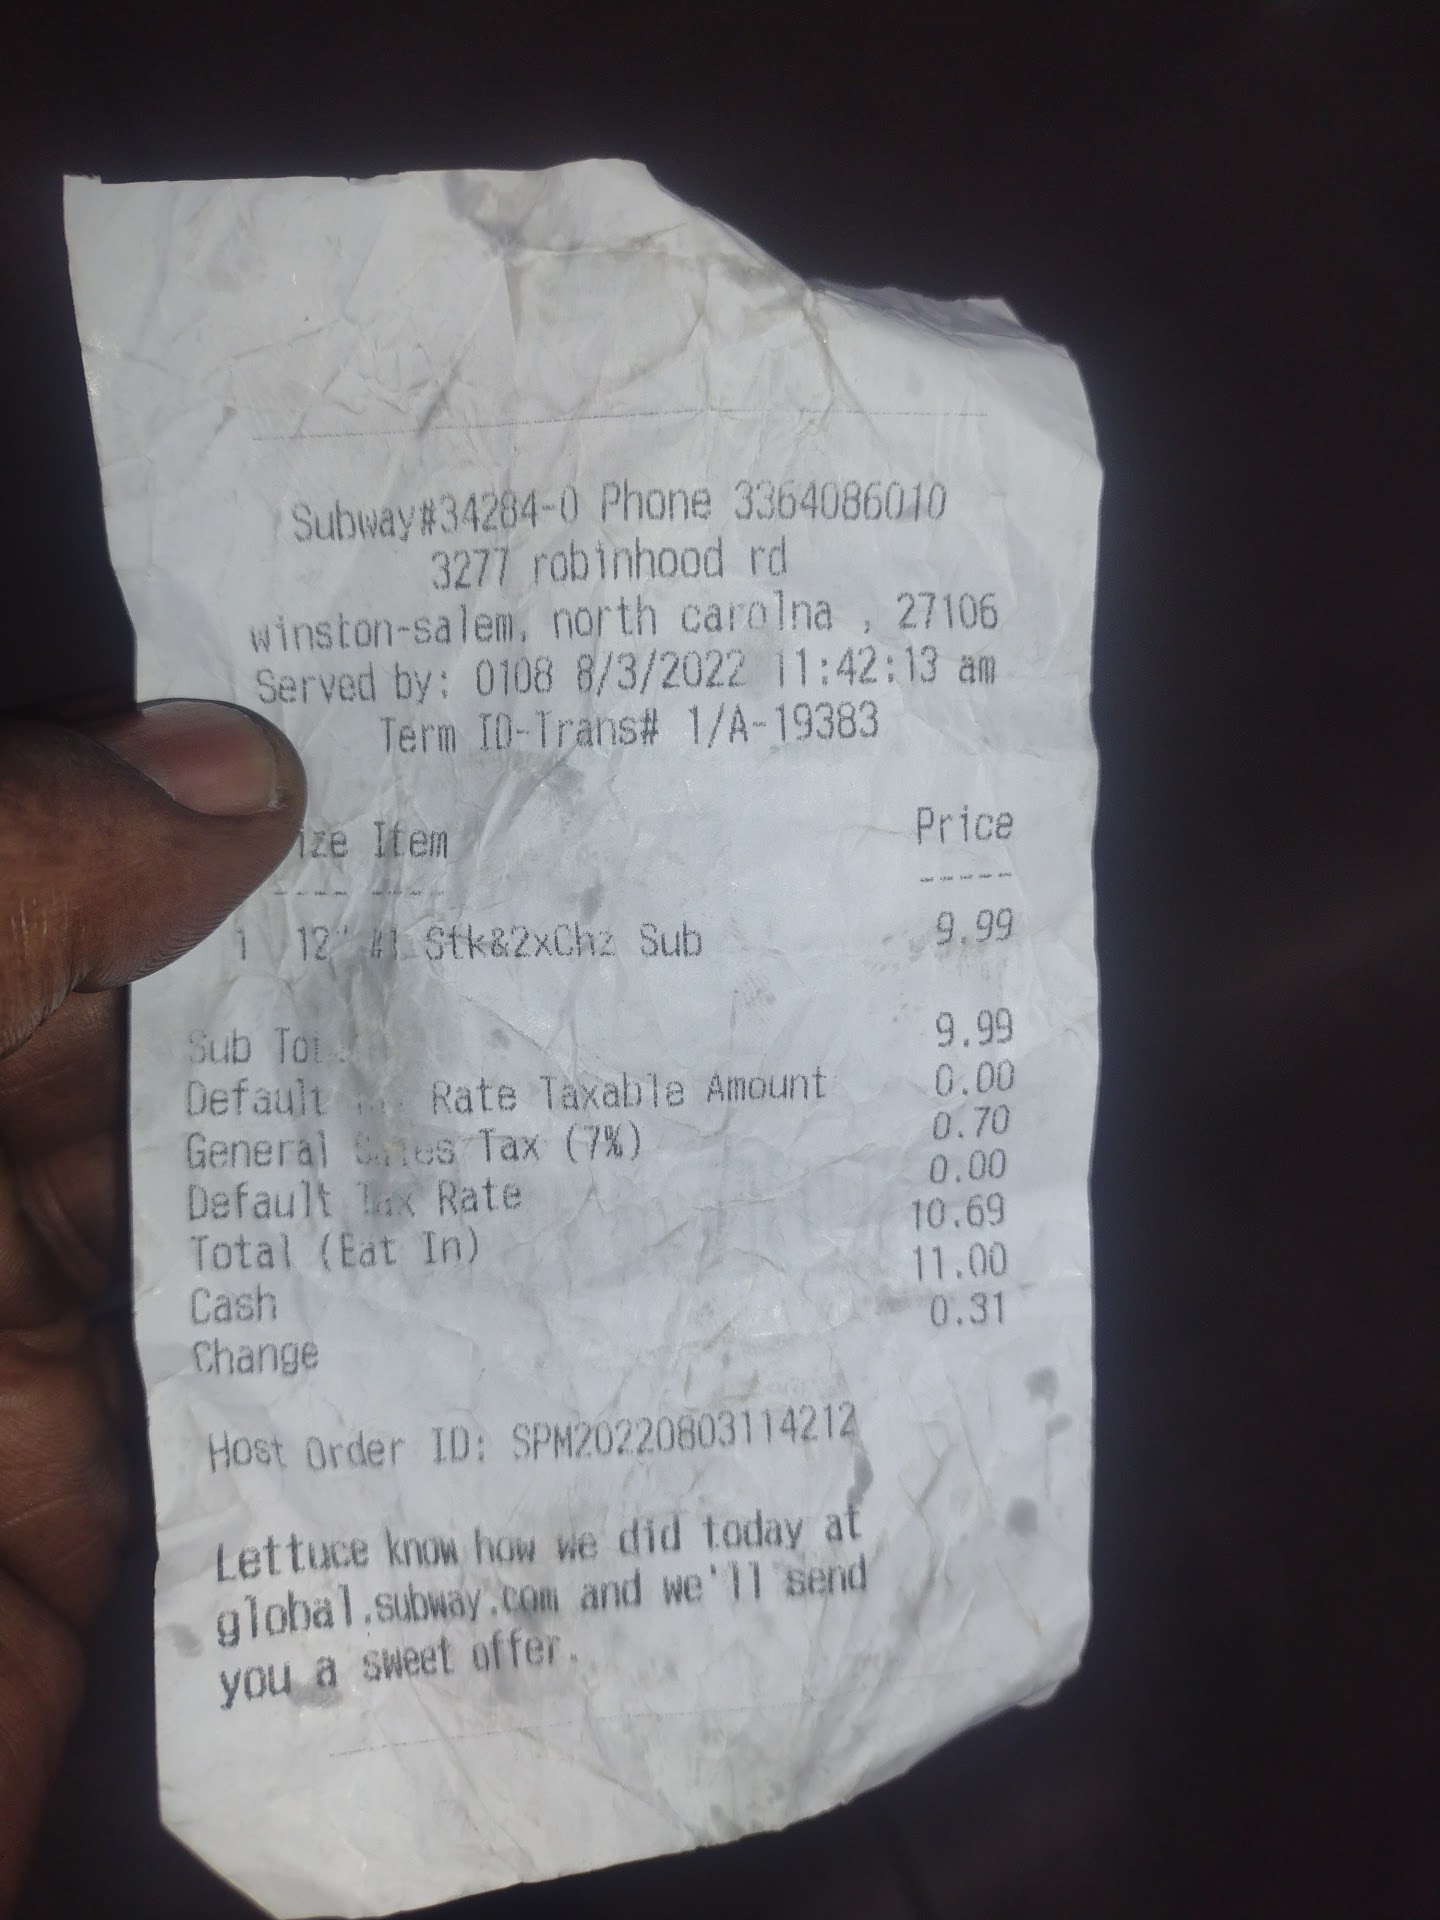 Subway#34284-0 Phone 3364086010
3277 robinhood rd
winston-salem, north carolna , 27106
Served by: 0108 8/3/2022 11:42:13 am
Term ID-Trans# 1/A-19383
Item Price
---- ---- -----
1 12" #1 Stk&2xChz Sub 9.99
Sub 9.99
Default Rate Taxable Amount 0.00
General Sales Tax (7%) 0.70
Default Tax Rate 0.00
Total (Eat In) 10.69
Cash 11.00
Change 0.31
Host Order ID: SPM20220803114212
Lettuce know how we did today at
global.subway.com and we'll send
you a sweet offer.